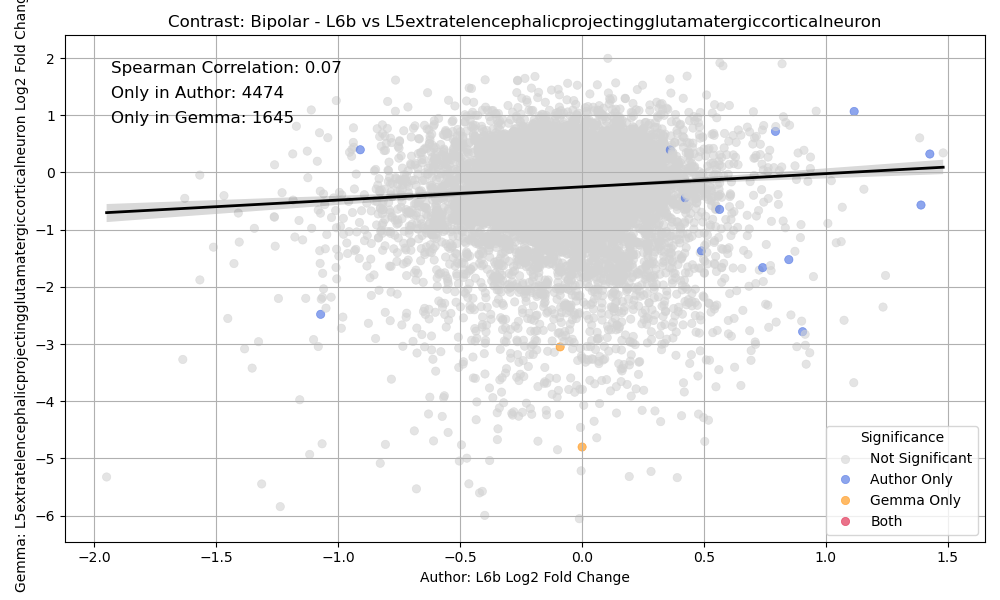 Contrast: Bipolar - L6b vs L5extratelencephalicprojectingglutamatergiccorticalneuron
Gemma: L5extratelencephalicprojectingglutamatergiccorticalneuron Log2 Fold Chang
Spearman Correlation: 0.07
Only in Author: 4474
Only in Gemma: 1645
2
1
0
−1
−2
−3
−4
−5
−6
Significance
Not Significant
Author Only
Gemma Only
Both
−2.0 −1.5 −1.0 −0.5 0.0 0.5 1.0 1.5
Author: L6b Log2 Fold Change